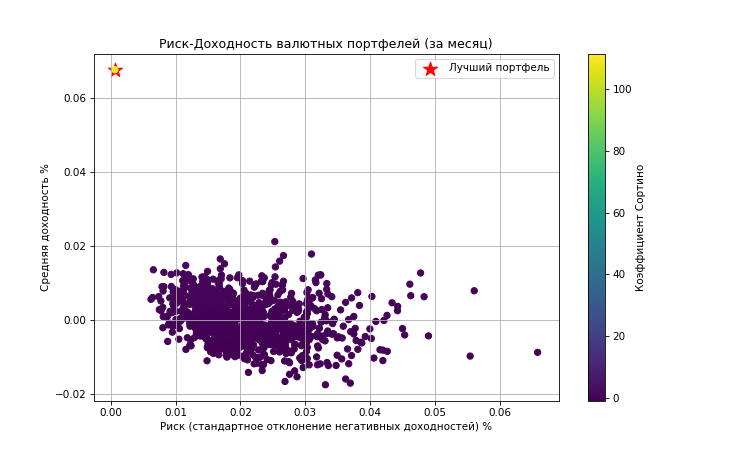 Риск-Доходность валютных портфелей (за месяц)
Лучший портфель
Средняя доходность %
0.06
0.04
0.02
0.00
−0.02
0.00 0.01 0.02 0.03 0.04 0.05 0.06
Риск (стандартное отклонение негативных доходностей) %
100
80
60
40
20
0
Коэффициент Сортино